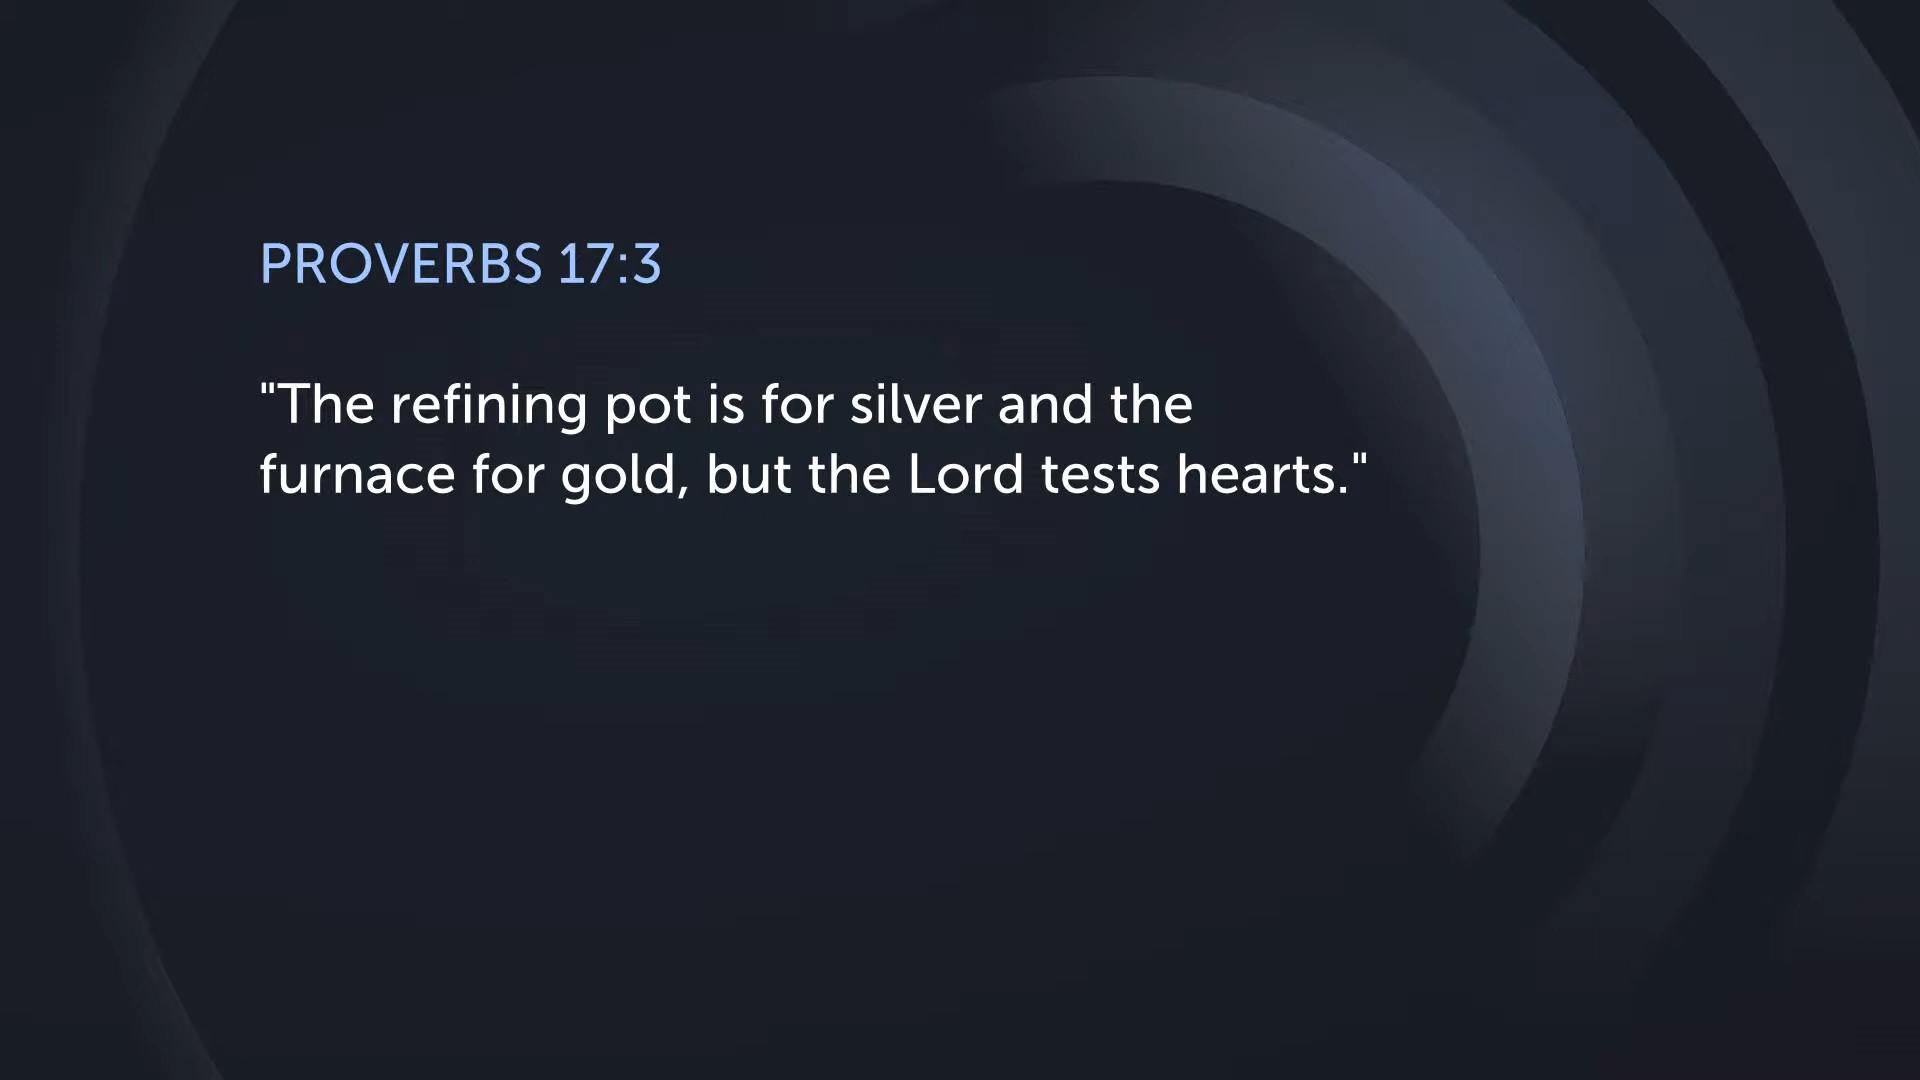 PROVERBS 17:3
"The refining pot is for silver and the
furnace for gold, but the Lord tests hearts."